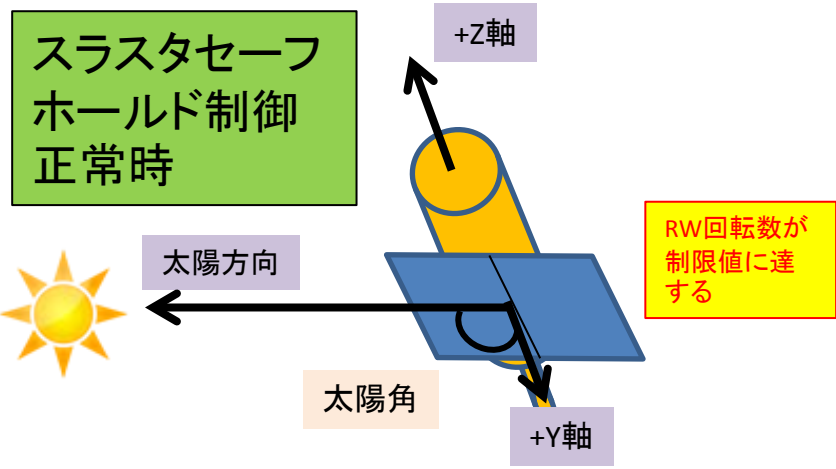 スラスタセーフ
ホールド制御
正常時
+Z軸
太陽方向
RW回転数が
制限値に達
する
太陽角
+Y軸